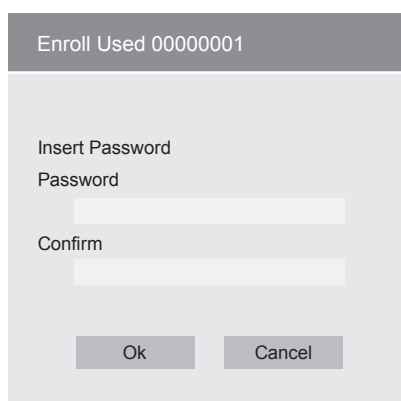 Enroll Used 00000001
Insert Password
Password
Confirm
Ok Cancel